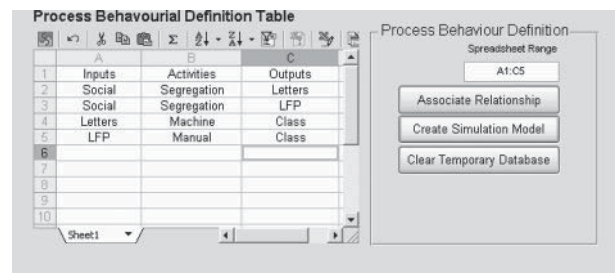 Process Behavourial Definition Table
Σ
A B C
1 Inputs Activities Outputs
2 Social Segregation Letters
3 Social Segregation LFP
4 Letters Machine Class
5 LFP Manual Class
6
7
8
9
10
Sheet1
Process Behaviour Definition
Spreadsheet Range
A1:C5
Associate Relationship
Create Simulation Model
Clear Temporary Database